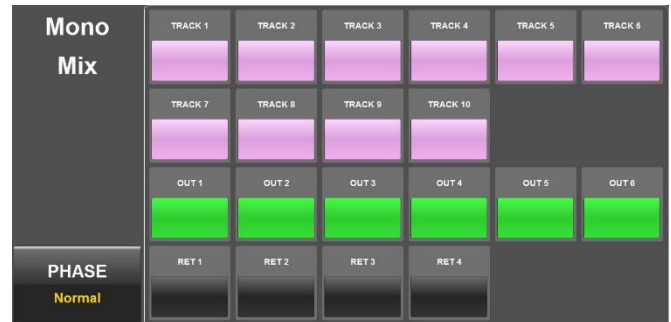 Mono
Mix
TRACK 1 TRACK 2 TRACK 3 TRACK 4 TRACK 5 TRACK 6
TRACK 7 TRACK 8 TRACK 9 TRACK 10
OUT 1 OUT 2 OUT 3 OUT 4 OUT 5 OUT 6
RET 1 RET 2 RET 3 RET 4
PHASE
Normal